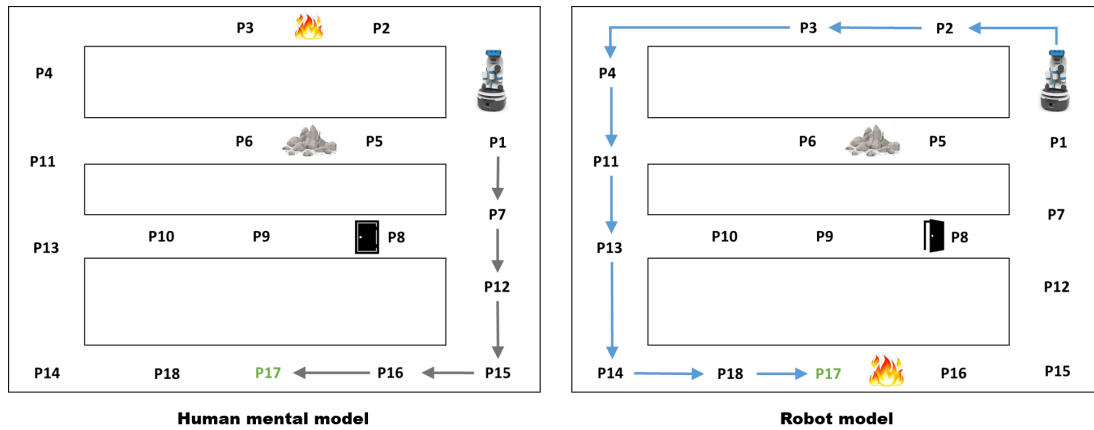 P3 P2
P4
P6 P5 P1
P11
P7
P10 P9 P8
P13
P12
P14 P18 P17 P16 P15
Human mental model
P3 P2
P4
P6 P5 P1
P11
P7
P10 P9 P8
P13
P12
P14 P18 P17 P16 P15
Robot model